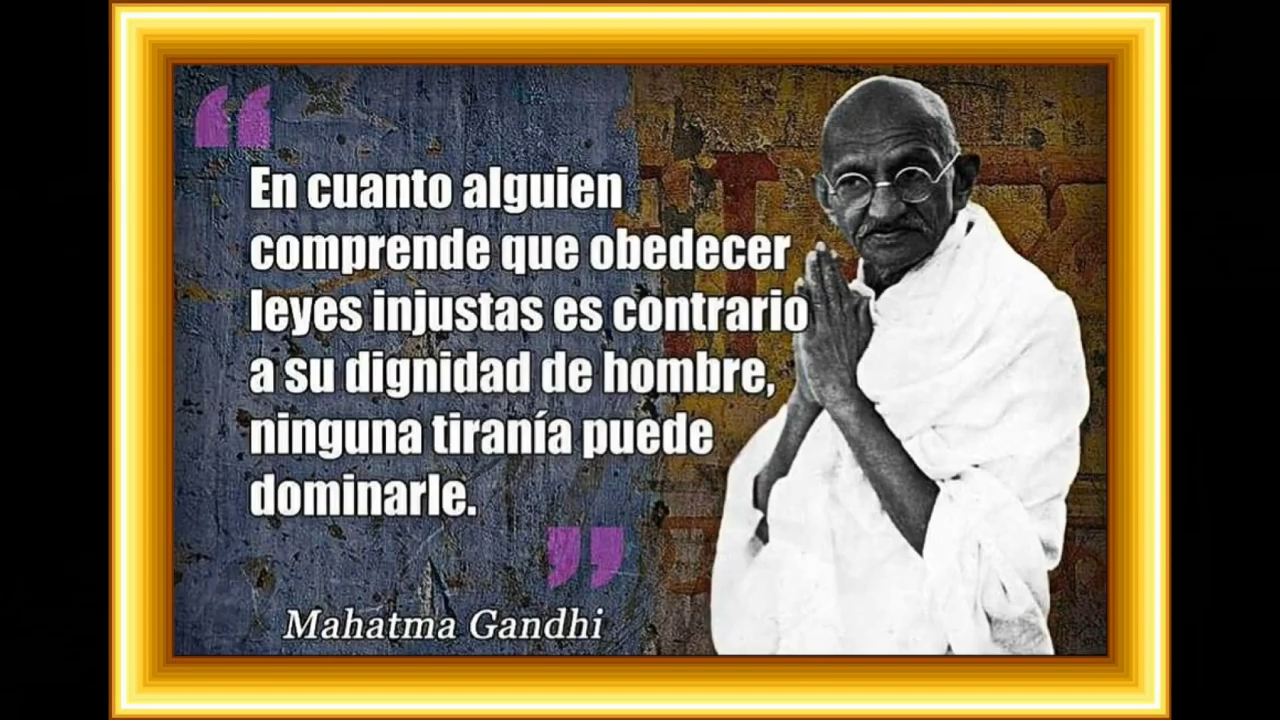 “
En cuanto alguien
comprende que obedecer
leyes injustas es contrario
a su dignidad de hombre,
ninguna tiranía puede
dominarle.
”
Mahatma Gandhi